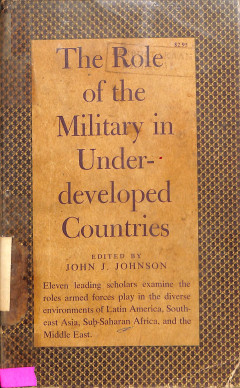 $2.95
The Role
of the
Military in
Under-
developed
Countries
EDITED BY
JOHN J. JOHNSON
Eleven leading scholars examine the
roles armed forces play in the diverse
environments of Latin America, South-
east Asia, Sub-Saharan Africa, and the
Middle East.